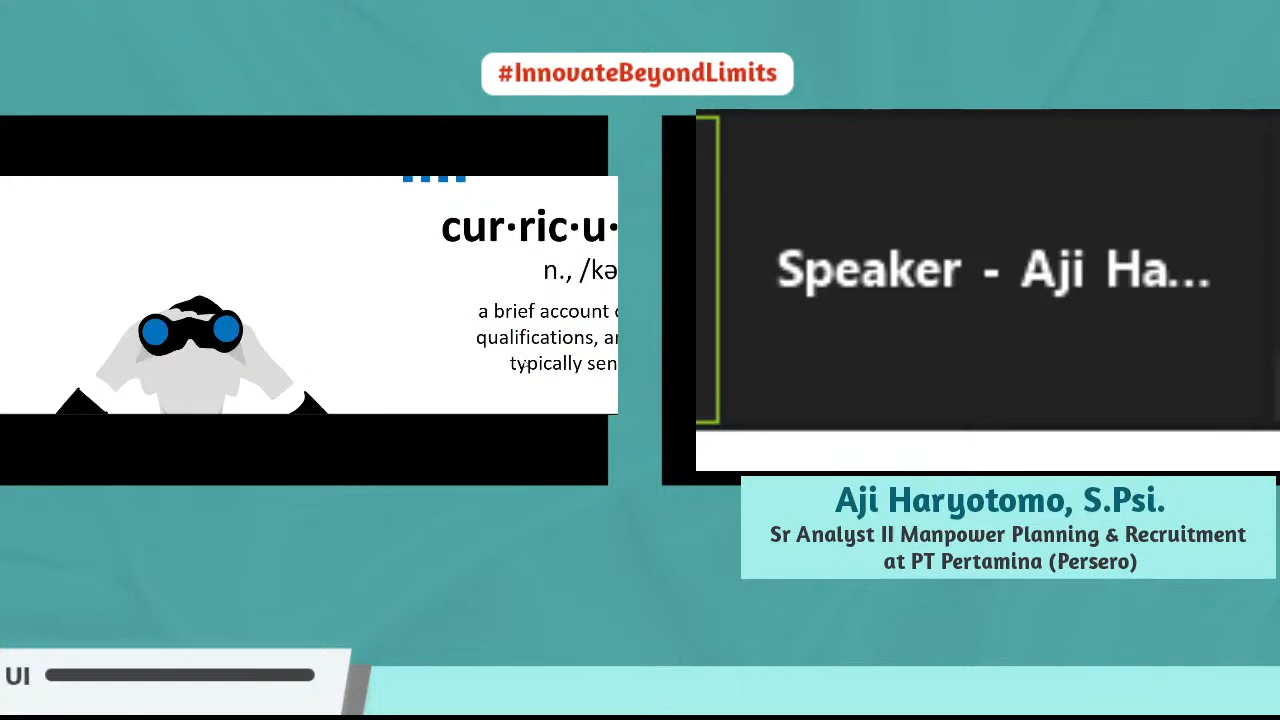 #InnovateBeyondLimits
cur·ric·u·
n., /kə
a brief account
qualifications,
typically sen
Speaker - Aji Ha...
Aji Haryotomo, S.Psi.
Sr Analyst II Manpower Planning & Recruitment
at PT Pertamina (Persero)
UI